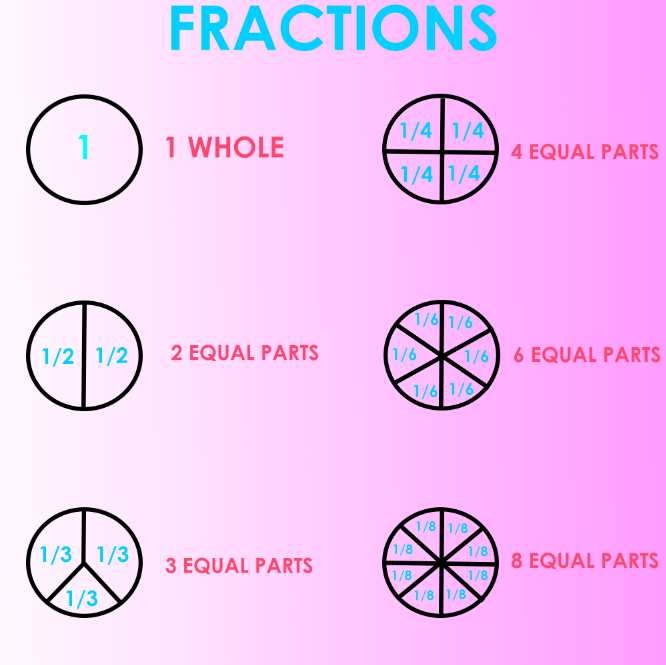 FRACTIONS
1
1 WHOLE
1/4 1/4
1/4 1/4
4 EQUAL PARTS
1/2 1/2
2 EQUAL PARTS
1/6 1/6
1/6 1/6
1/6 1/6
6 EQUAL PARTS
1/3 1/3
1/3
3 EQUAL PARTS
1/8 1/8
1/8 1/8
1/8 1/8
1/8 1/8
8 EQUAL PARTS